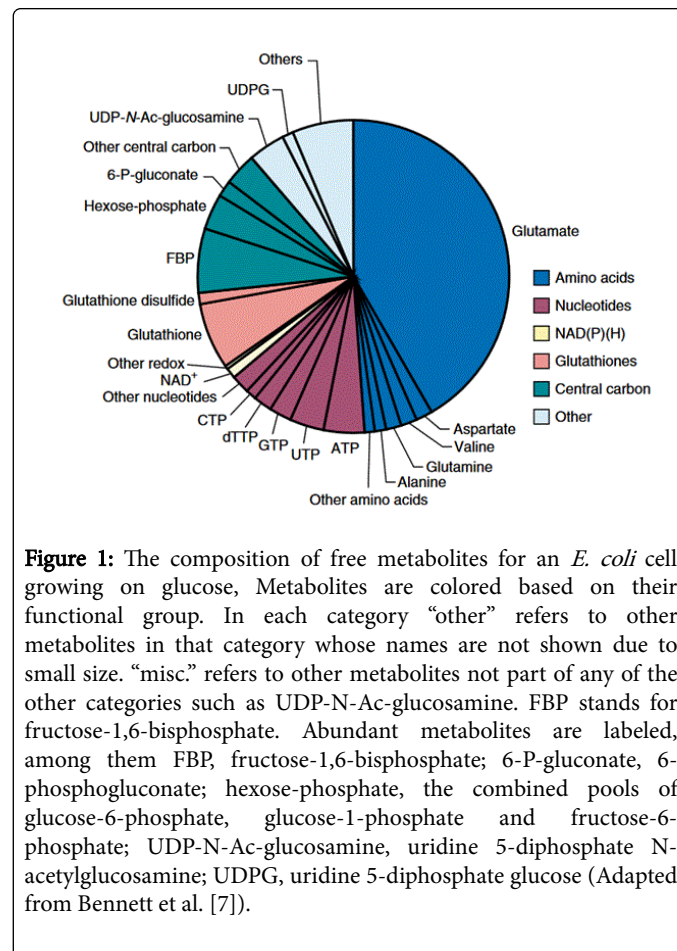 Others
UDPG
UDP-N-Ac-glucosamine
Other central carbon
6-P-gluconate
Hexose-phosphate
FBP
Glutathione disulfide
Glutathione
Other redox
NAD+
Other nucleotides
CTP
dTTP
GTP
UTP
ATP
Other amino acids
Alanine
Glutamine
Valine
Aspartate
Glutamate
Amino acids
Nucleotides
NAD(P)(H)
Glutathiones
Central carbon
Other
Figure 1: The composition of free metabolites for an E. coli cell
growing on glucose, Metabolites are colored based on their
functional group. In each category “other” refers to other
metabolites in that category whose names are not shown due to
small size. “misc.” refers to other metabolites not part of any of the
other categories such as UDP-N-Ac-glucosamine. FBP stands for
fructose-1,6-bisphosphate. Abundant metabolites are labeled,
among them FBP, fructose-1,6-bisphosphate; 6-P-gluconate, 6-
phosphogluconate; hexose-phosphate, the combined pools of
glucose-6-phosphate, glucose-1-phosphate and fructose-6-
phosphate; UDP-N-Ac-glucosamine, uridine 5-diphosphate N-
acetylglucosamine; UDPG, uridine 5-diphosphate glucose (Adapted
from Bennett et al. [7]).